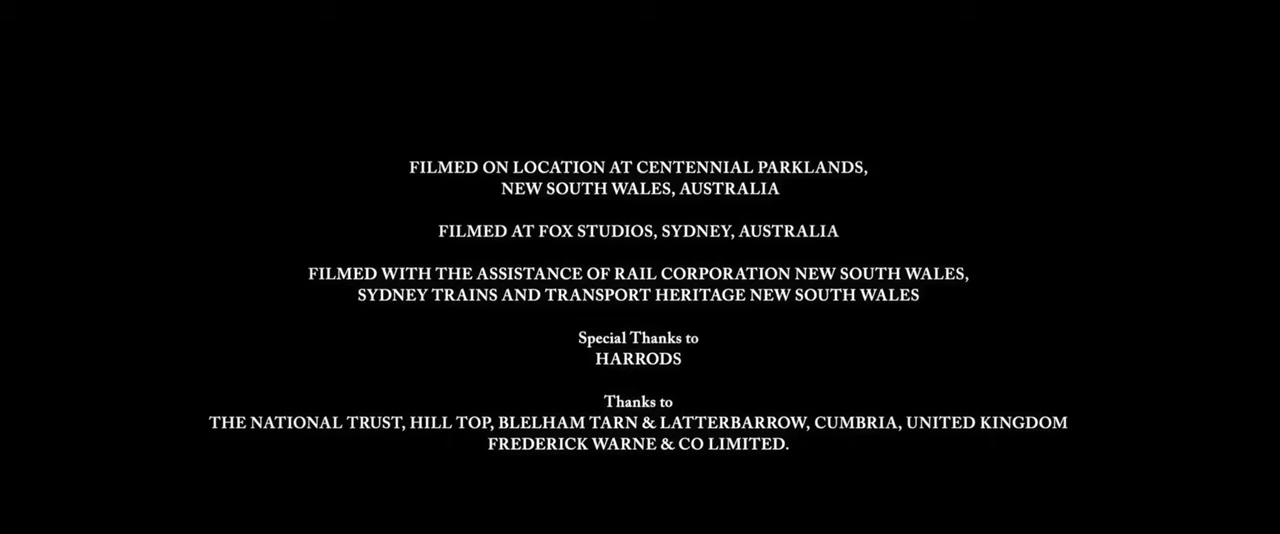 FILMED ON LOCATION AT CENTENNIAL PARKLANDS,
NEW SOUTH WALES, AUSTRALIA
FILMED AT FOX STUDIOS, SYDNEY, AUSTRALIA
FILMED WITH THE ASSISTANCE OF RAIL CORPORATION NEW SOUTH WALES,
SYDNEY TRAINS AND TRANSPORT HERITAGE NEW SOUTH WALES
Special Thanks to
HARRODS
Thanks to
THE NATIONAL TRUST, HILL TOP, BLELHAM TARN & LATTERBARROW, CUMBRIA, UNITED KINGDOM
FREDERICK WARNE & CO LIMITED.